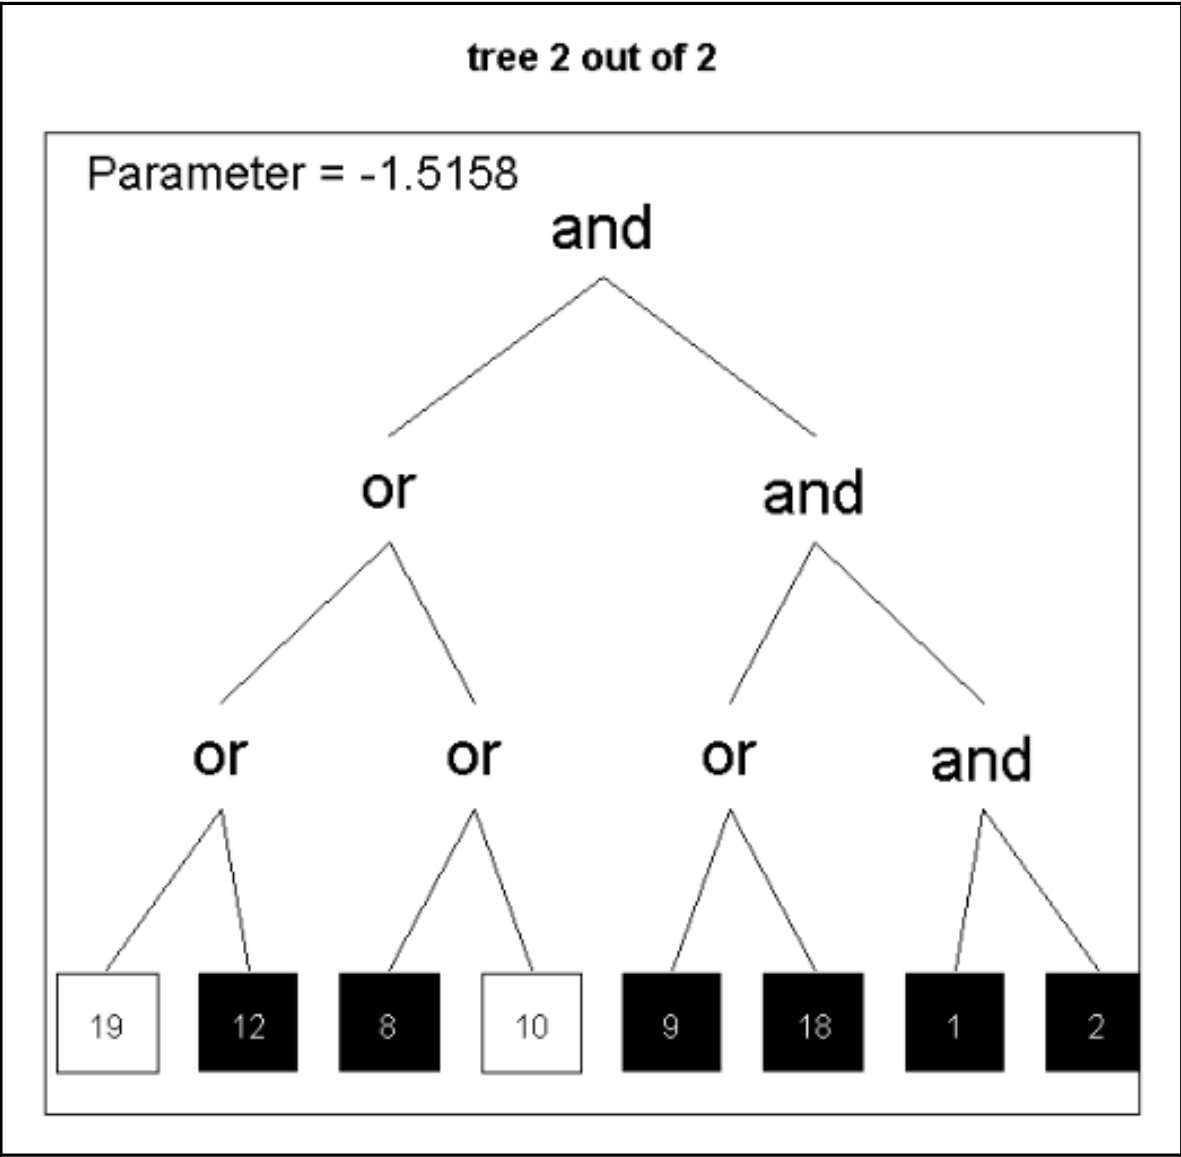 tree 2 out of 2
Parameter = -1.5158
and
or and
or or or and
19 12 8 10 9 18 1 2